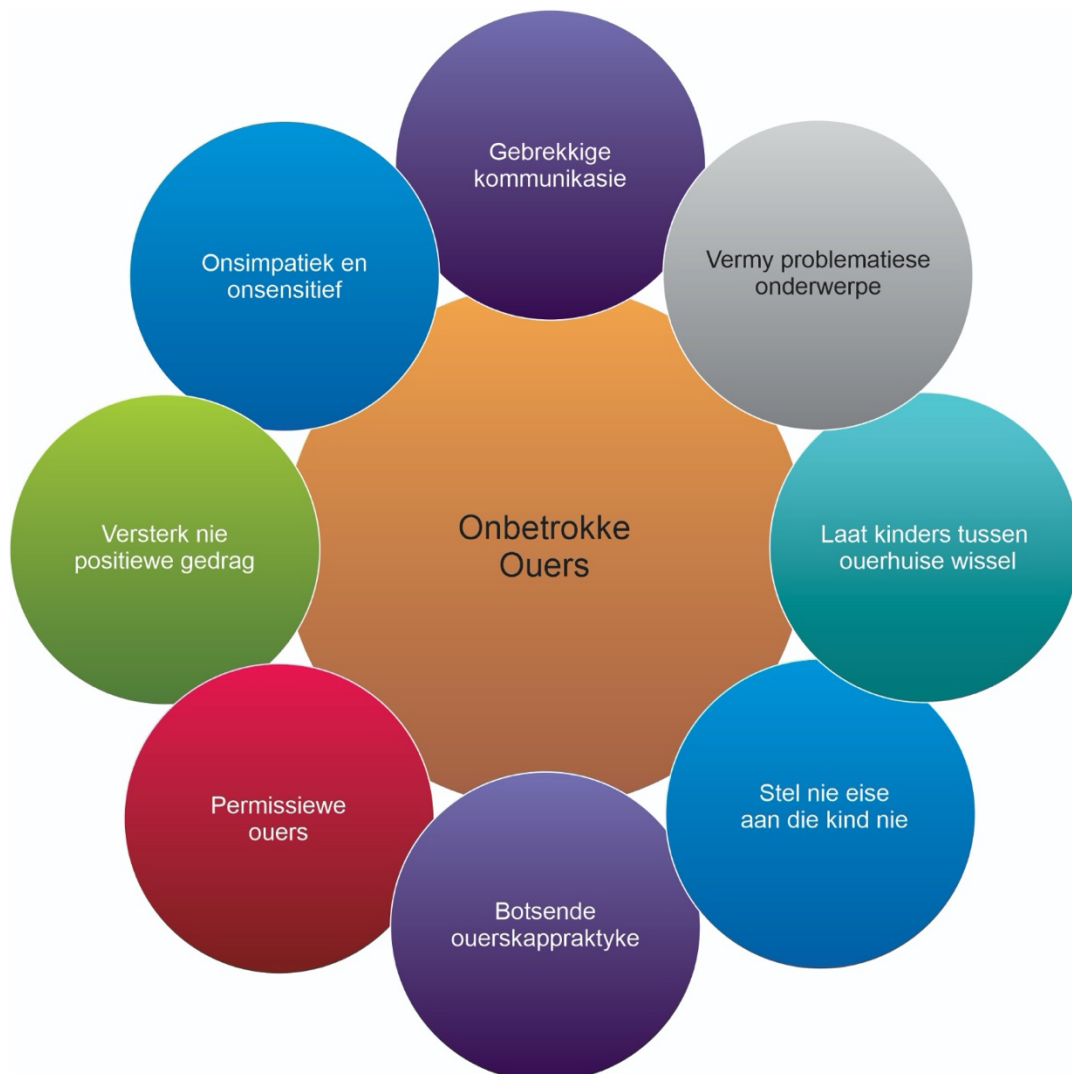 Gebrekkige
kommunikasie
Vermy problematiese
onderwerpe
Laat kinders tussen
ouerhuise wissel
Stel nie eise
aan die kind nie
Botsende
ouerskappraktyke
Permissiewe
ouers
Versterk nie
positiewe gedrag
Onsimpatiek en
onsensitief
Onbetrokke
Ouers